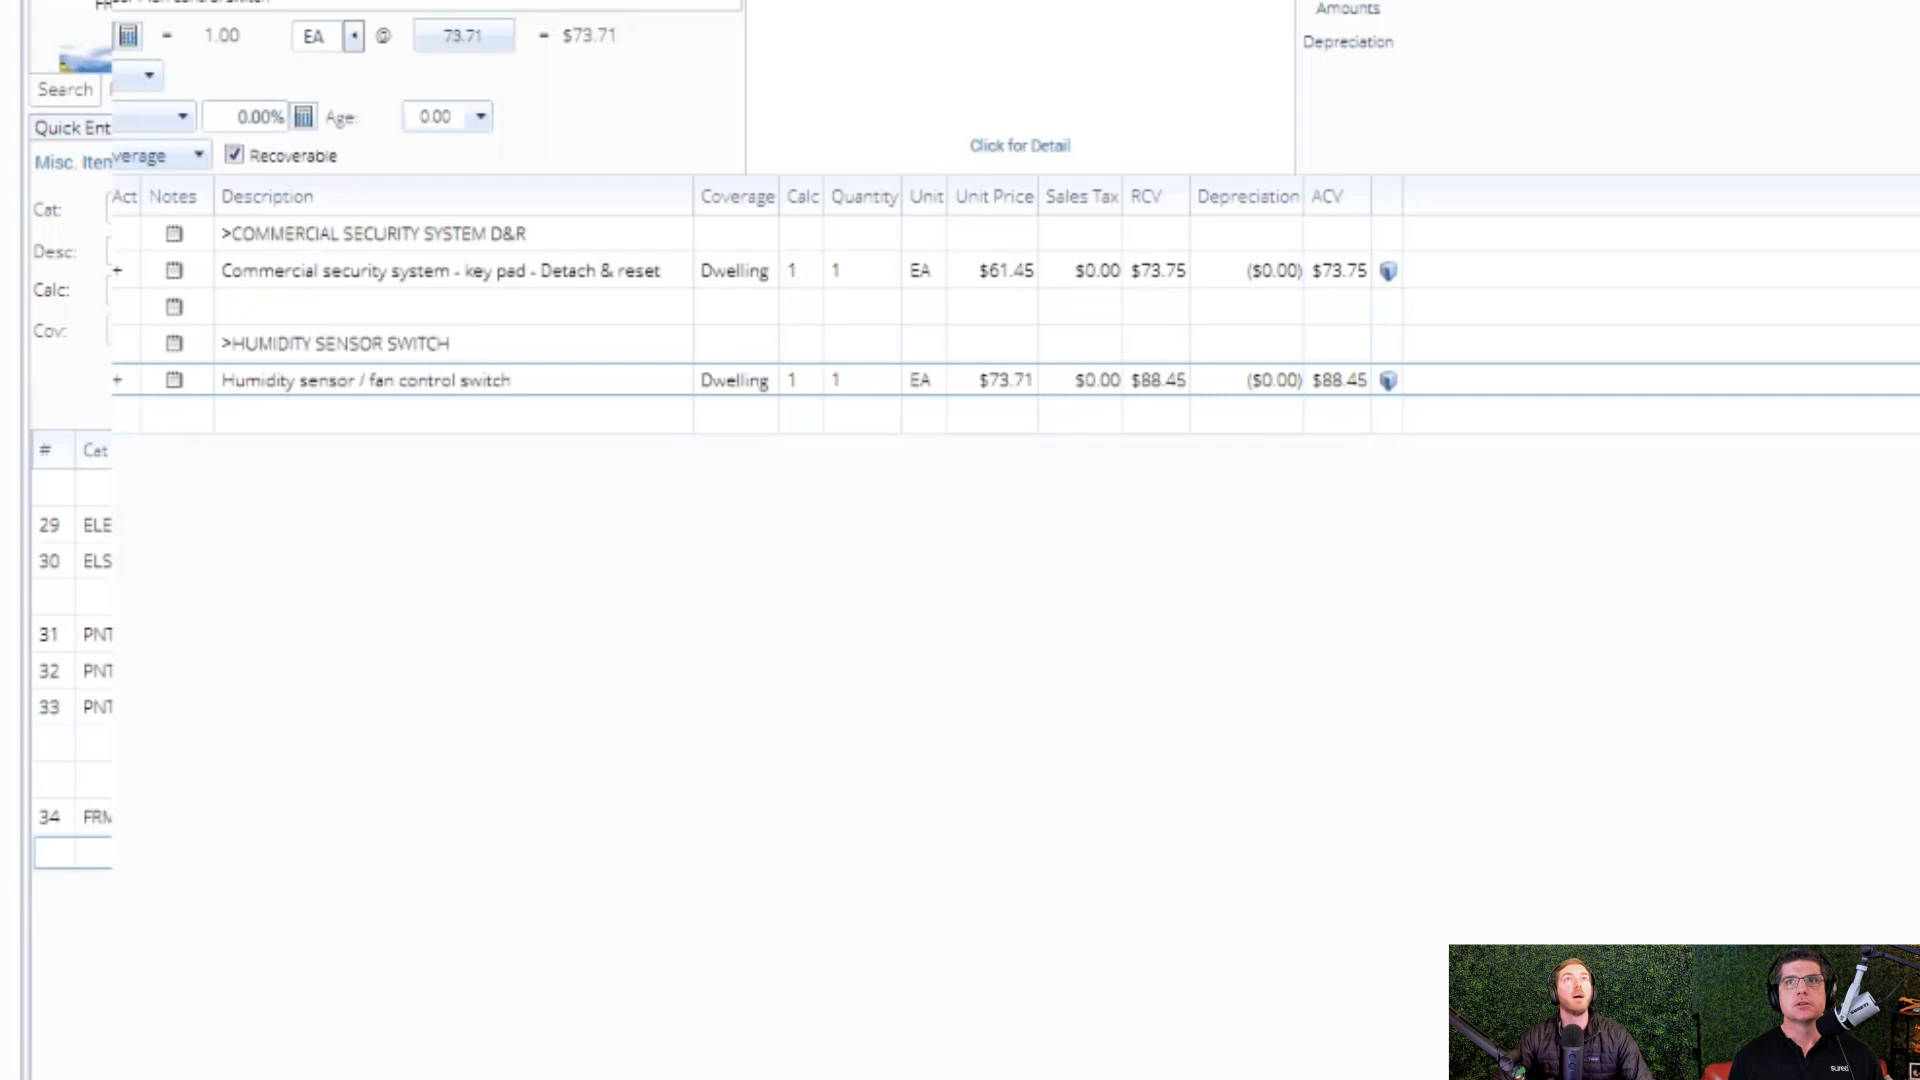 Amounts
= 1.00 EA @ 73.71 = $73.71
Depreciation
Search
0.00% Age: 0.00
Quick Ent
Click for Detail
Misc. Iten verage Recoverable
Act Notes Description Coverage Calc Quantity Unit Unit Price Sales Tax RCV Depreciation ACV
Cat:
>COMMERCIAL SECURITY SYSTEM D&R
Desc:
+ Commercial security system - key pad - Detach & reset Dwelling 1 1 EA $61.45 $0.00 $73.75 ($0.00) $73.75
Calc:
Cov:
>HUMIDITY SENSOR SWITCH
+ Humidity sensor / fan control switch Dwelling 1 1 EA $73.71 $0.00 $88.45 ($0.00) $88.45
# Cat
29 ELE
30 ELS
31 PNT
32 PNT
33 PNT
34 FRM